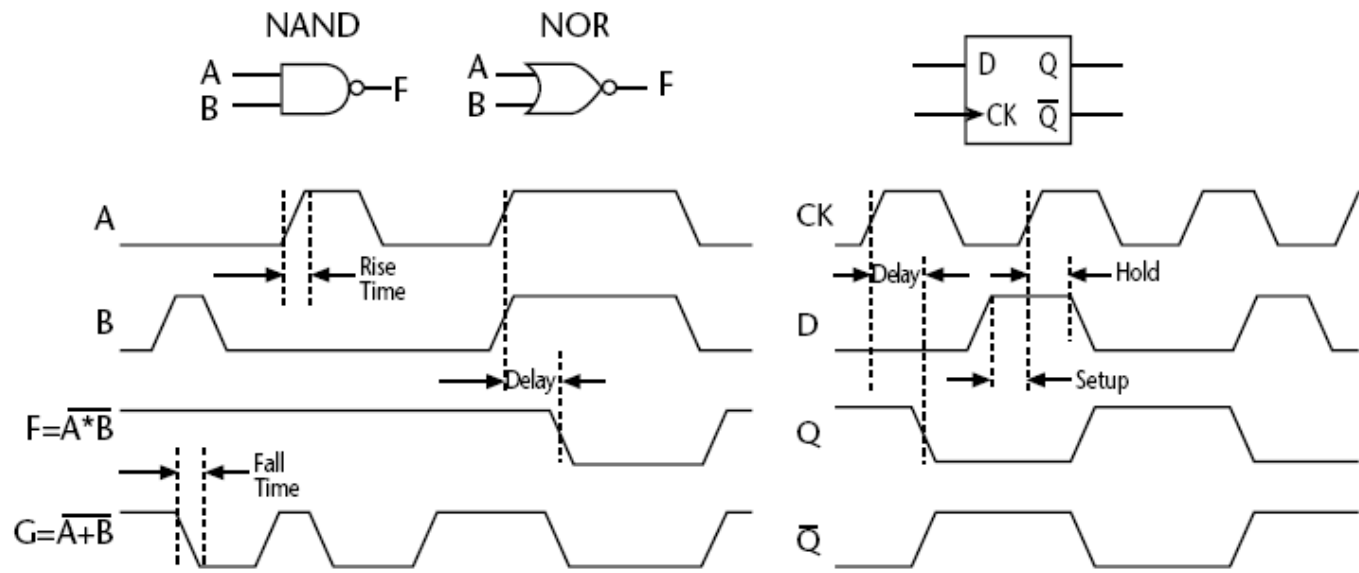 NAND
NOR
A
B
F
A
B
F
D Q
CK Q̅
A
Rise
Time
B
Delay
F=A̅*̅B̅
Fall
Time
G=A̅+̅B̅
CK
Delay
Hold
D
Setup
Q
Q̅